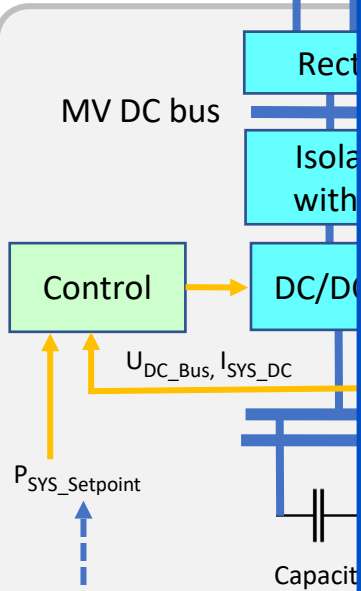 Rect
MV DC bus
Isola
with
Control
DC/DC
U_DC_Bus, I_SYS_DC
P_SYS_Setpoint
Capacit